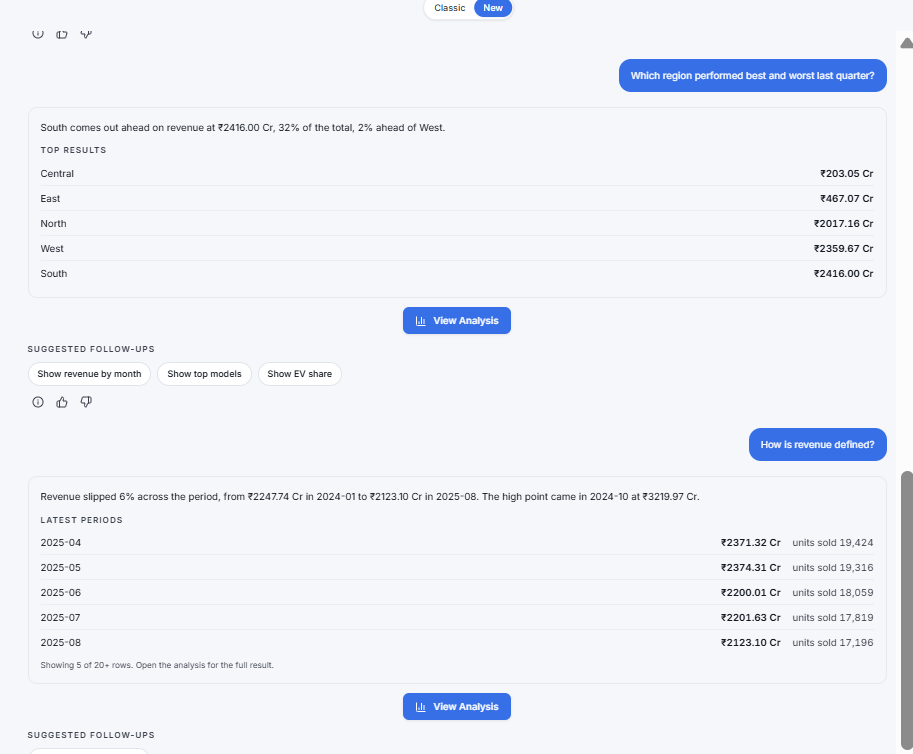 Classic New
Which region performed best and worst last quarter?
South comes out ahead on revenue at ₹2416.00 Cr, 32% of the total, 2% ahead of West.
TOP RESULTS
Central ₹203.05 Cr
East ₹467.07 Cr
North ₹2017.16 Cr
West ₹2359.67 Cr
South ₹2416.00 Cr
View Analysis
SUGGESTED FOLLOW-UPS
Show revenue by month Show top models Show EV share
How is revenue defined?
Revenue slipped 6% across the period, from ₹2247.74 Cr in 2024-01 to ₹2123.10 Cr in 2025-08. The high point came in 2024-10 at ₹3219.97 Cr.
LATEST PERIODS
2025-04 ₹2371.32 Cr units sold 19,424
2025-05 ₹2374.31 Cr units sold 19,316
2025-06 ₹2200.01 Cr units sold 18,059
2025-07 ₹2201.63 Cr units sold 17,819
2025-08 ₹2123.10 Cr units sold 17,196
Showing 5 of 20+ rows. Open the analysis for the full result.
View Analysis
SUGGESTED FOLLOW-UPS